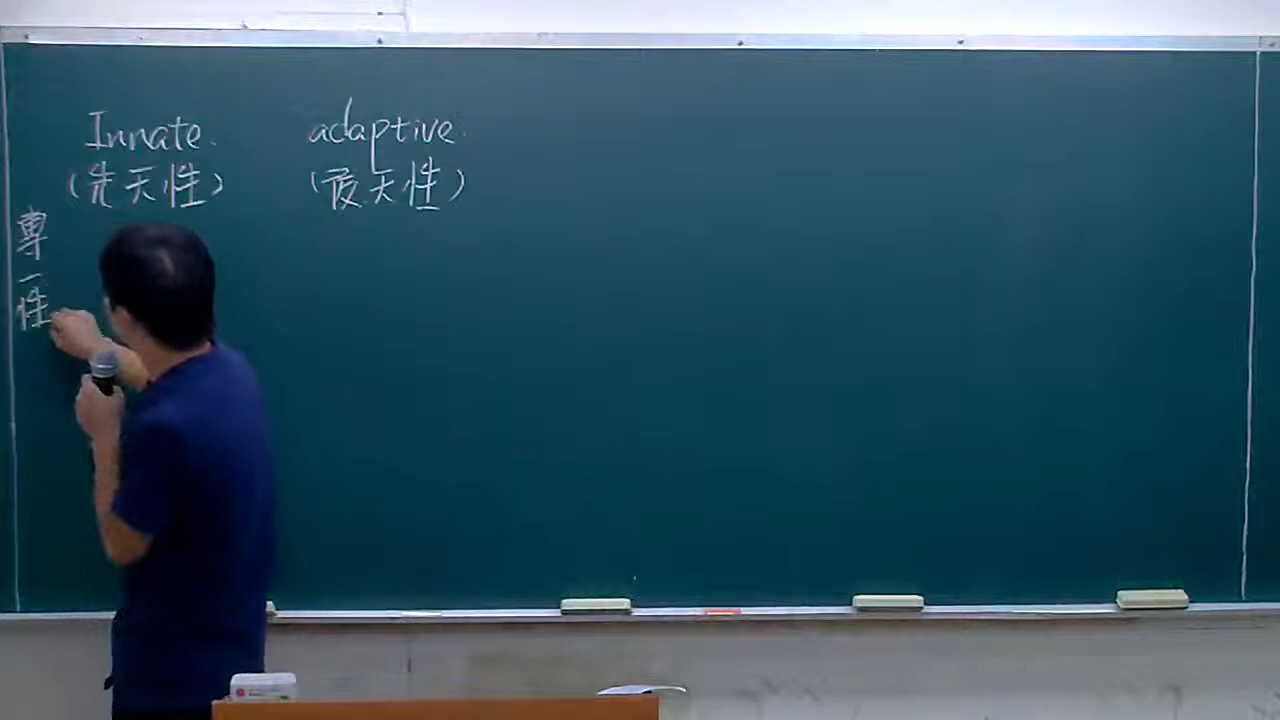 Innate. adaptive.
(先天性) (後天性)
專一性